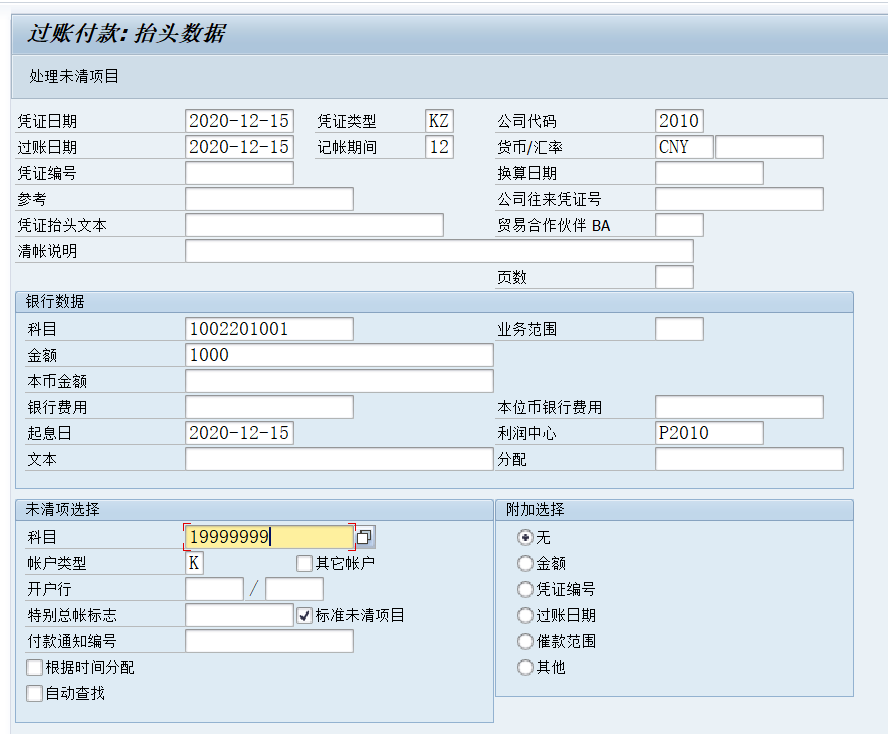 过账付款: 抬头数据
处理未清项目
凭证日期 2020-12-15 凭证类型 KZ 公司代码 2010
过账日期 2020-12-15 记帐期间 12 货币/汇率 CNY
凭证编号 换算日期
参考 公司往来凭证号
凭证抬头文本 贸易合作伙伴 BA
清帐说明
页数
银行数据
科目 1002201001 业务范围
金额 1000
本币金额
银行费用 本位币银行费用
起息日 2020-12-15 利润中心 P2010
文本 分配
未清项选择 附加选择
科目 19999999 无
帐户类型 K 其它帐户 金额
开户行 / 凭证编号
特别总帐标志 标准未清项目 过账日期
付款通知编号 催款范围
根据时间分配 其他
自动查找